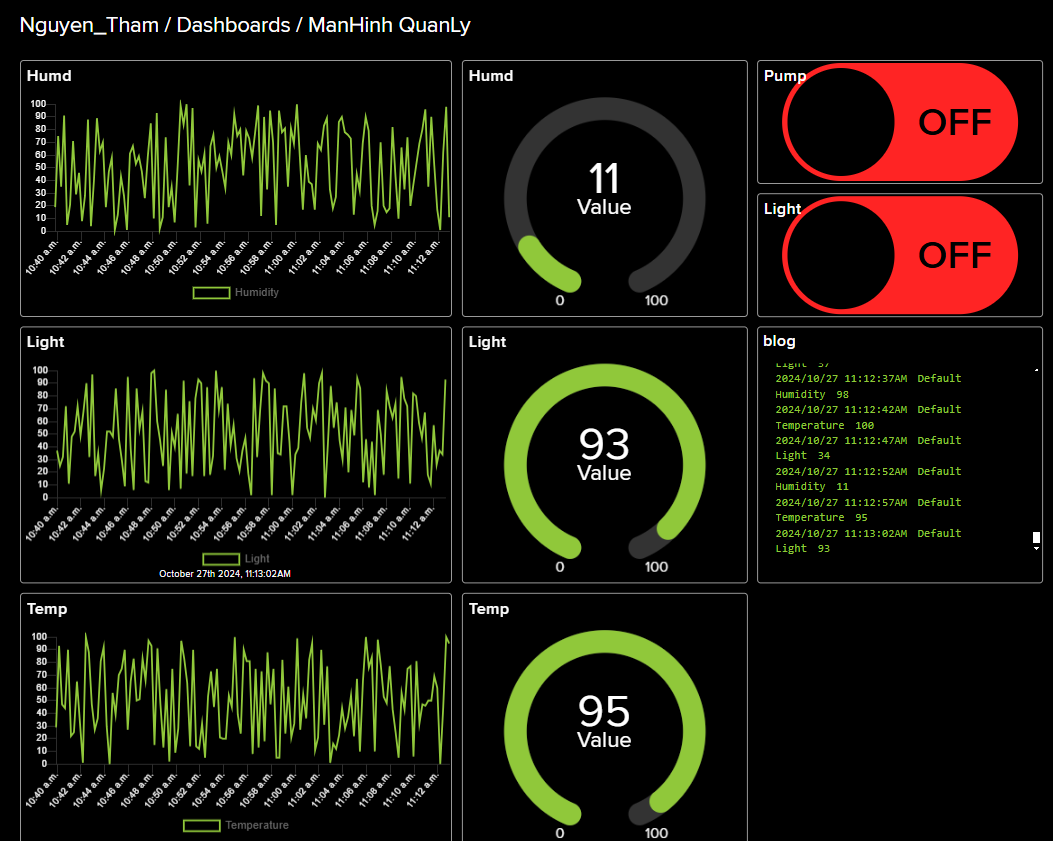 Nguyen_Tham / Dashboards / ManHinh QuanLy
Humd
100
90
80
70
60
50
40
30
20
10
0
10:40 a.m.
10:42 a.m.
10:44 a.m.
10:46 a.m.
10:48 a.m.
10:50 a.m.
10:52 a.m.
10:54 a.m.
10:56 a.m.
10:58 a.m.
11:00 a.m.
11:02 a.m.
11:04 a.m.
11:06 a.m.
11:08 a.m.
11:10 a.m.
11:12 a.m.
Humidity
Humd
11
Value
0 100
Pump
OFF
Light
OFF
Light
100
90
80
70
60
50
40
30
20
10
0
10:40 a.m.
10:42 a.m.
10:44 a.m.
10:46 a.m.
10:48 a.m.
10:50 a.m.
10:52 a.m.
10:54 a.m.
10:56 a.m.
10:58 a.m.
11:00 a.m.
11:02 a.m.
11:04 a.m.
11:06 a.m.
11:08 a.m.
11:10 a.m.
11:12 a.m.
Light
October 27th 2024, 11:13:02AM
Light
93
Value
0 100
blog
Light 37
2024/10/27 11:12:37AM Default
Humidity 98
2024/10/27 11:12:42AM Default
Temperature 100
2024/10/27 11:12:47AM Default
Light 34
2024/10/27 11:12:52AM Default
Humidity 11
2024/10/27 11:12:57AM Default
Temperature 95
2024/10/27 11:13:02AM Default
Light 93
Temp
100
90
80
70
60
50
40
30
20
10
0
10:40 a.m.
10:42 a.m.
10:44 a.m.
10:46 a.m.
10:48 a.m.
10:50 a.m.
10:52 a.m.
10:54 a.m.
10:56 a.m.
10:58 a.m.
11:00 a.m.
11:02 a.m.
11:04 a.m.
11:06 a.m.
11:08 a.m.
11:10 a.m.
11:12 a.m.
Temperature
Temp
95
Value
0 100